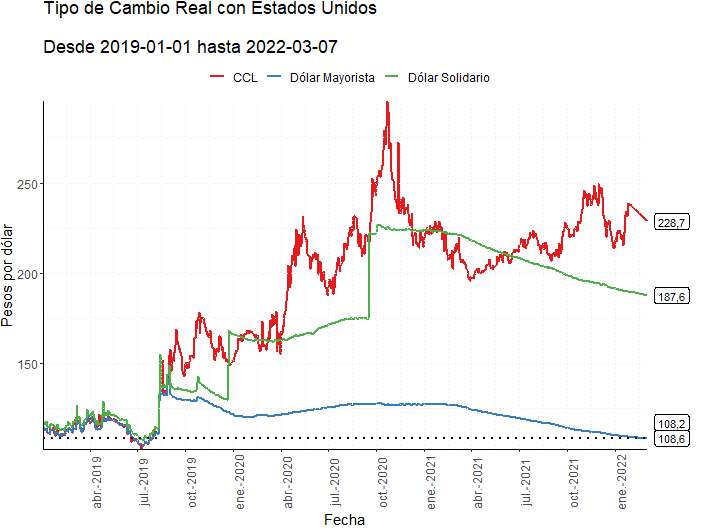 Tipo de Cambio Real con Estados Unidos
Desde 2019-01-01 hasta 2022-03-07
CCL Dólar Mayorista Dólar Solidario
Pesos por dólar
250
200
150
228,7
187,6
108,2
108,6
abr.-2019
jul.-2019
oct.-2019
ene.-2020
abr.-2020
jul.-2020
oct.-2020
ene.-2021
abr.-2021
jul.-2021
oct.-2021
ene.-2022
Fecha